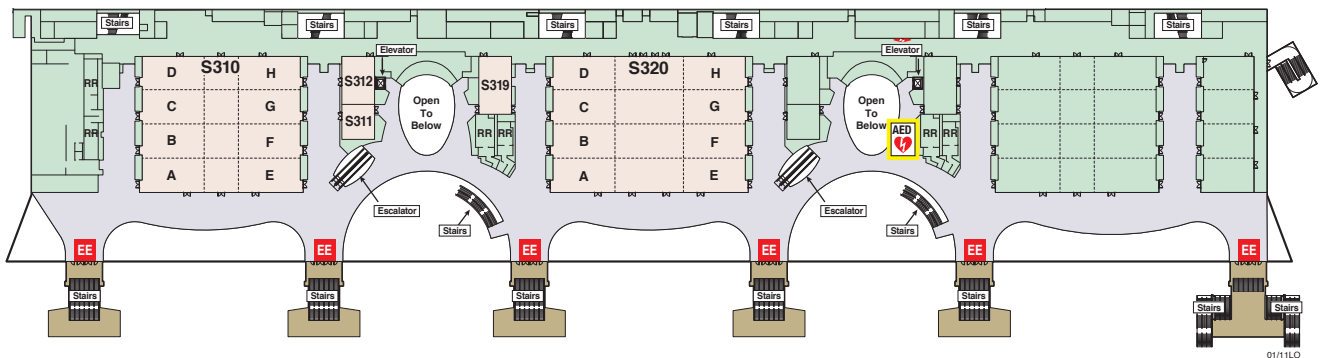 Stairs Stairs Stairs Stairs Stairs Stairs
Elevator Elevator
D S310 H S312 S319 D S320 H
RR C G Open To Below C G Open To Below
RR B F S311 RR RR B F AED RR RR
A E A E
Escalator Stairs Escalator Stairs
EE EE EE EE EE EE
Stairs Stairs Stairs Stairs Stairs Stairs Stairs
01/11LO